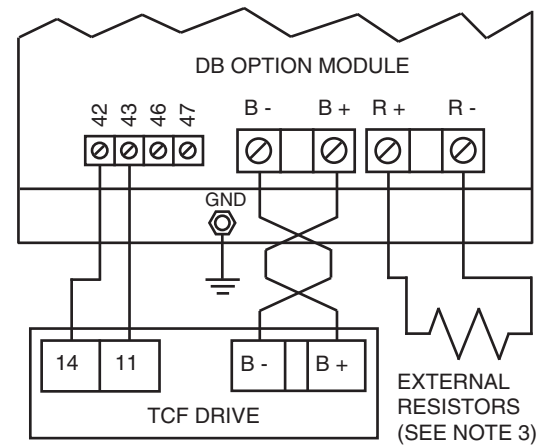 DB OPTION MODULE
42 43 46 47
B - B + R + R -
GND
14 11 B - B +
TCF DRIVE
EXTERNAL
RESISTORS
(SEE NOTE 3)